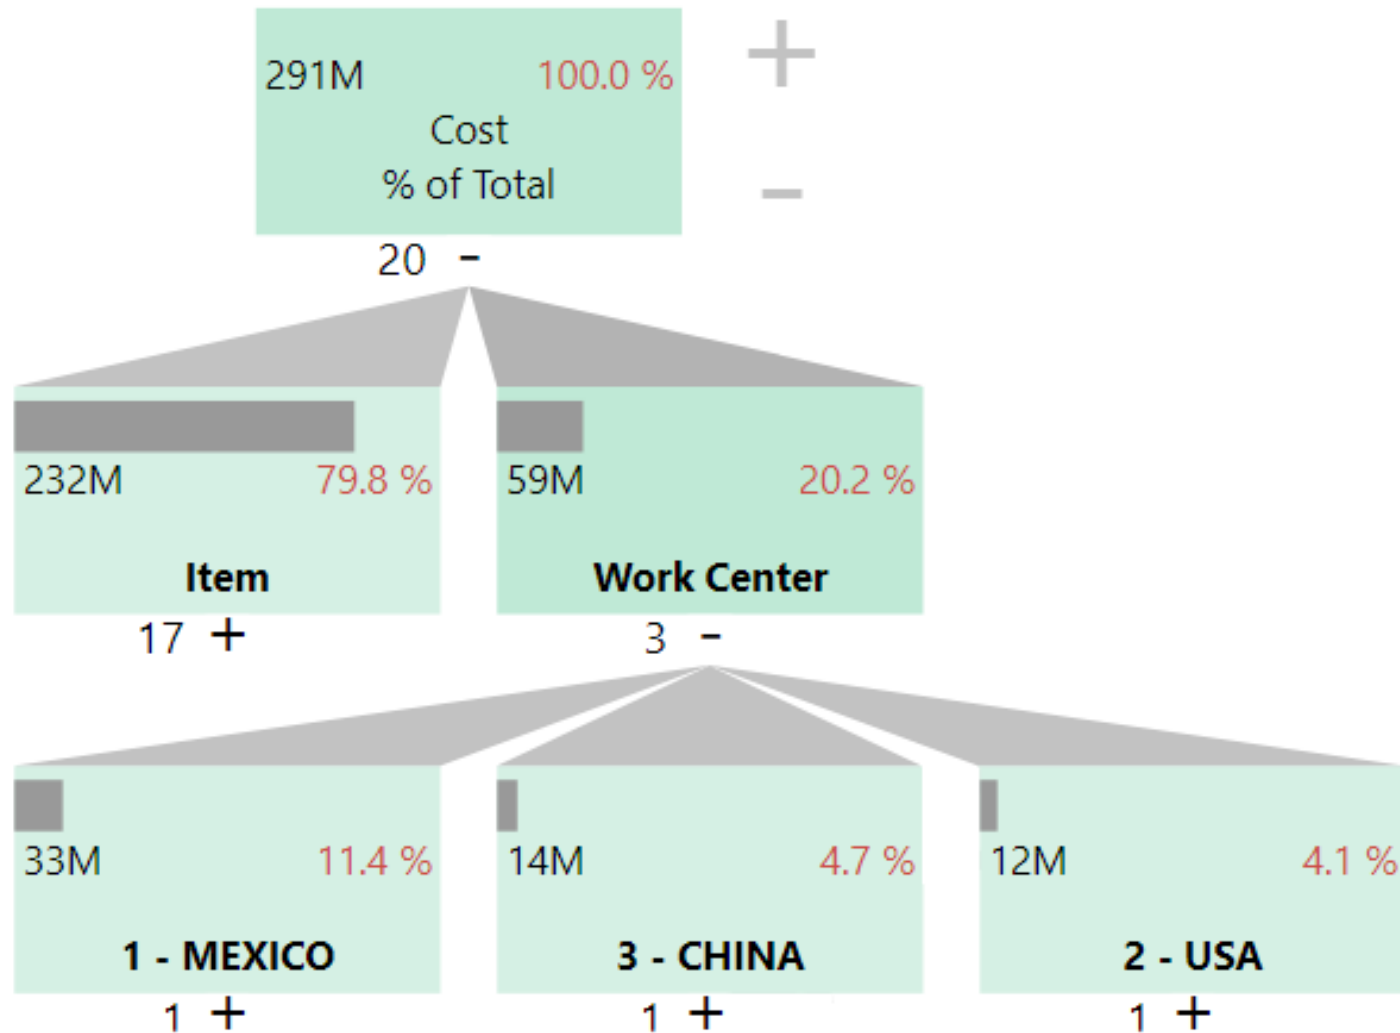 291M 100.0 %
Cost
% of Total
+
-
20 -
232M 79.8 %
Item
17 +
59M 20.2 %
Work Center
3 -
33M 11.4 %
1 - MEXICO
1 +
14M 4.7 %
3 - CHINA
1 +
12M 4.1 %
2 - USA
1 +